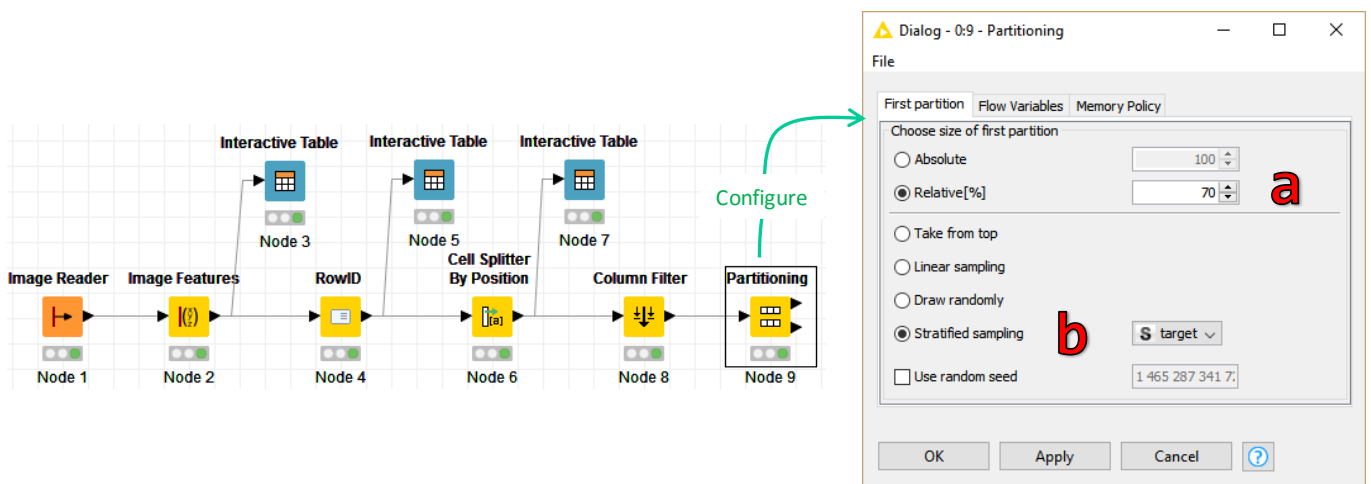 Interactive Table
Interactive Table
Interactive Table
Node 3
Node 5
Node 7
Image Reader
Image Features
RowID
Cell Splitter
By Position
Column Filter
Partitioning
[a]
Node 1
Node 2
Node 4
Node 6
Node 8
Node 9
Configure
Dialog - 0:9 - Partitioning
File
First partition Flow Variables Memory Policy
Choose size of first partition
Absolute 100
Relative[%] 70
a
Take from top
Linear sampling
Draw randomly
Stratified sampling
b
S target
Use random seed 1 465 287 341 7
OK Apply Cancel ?